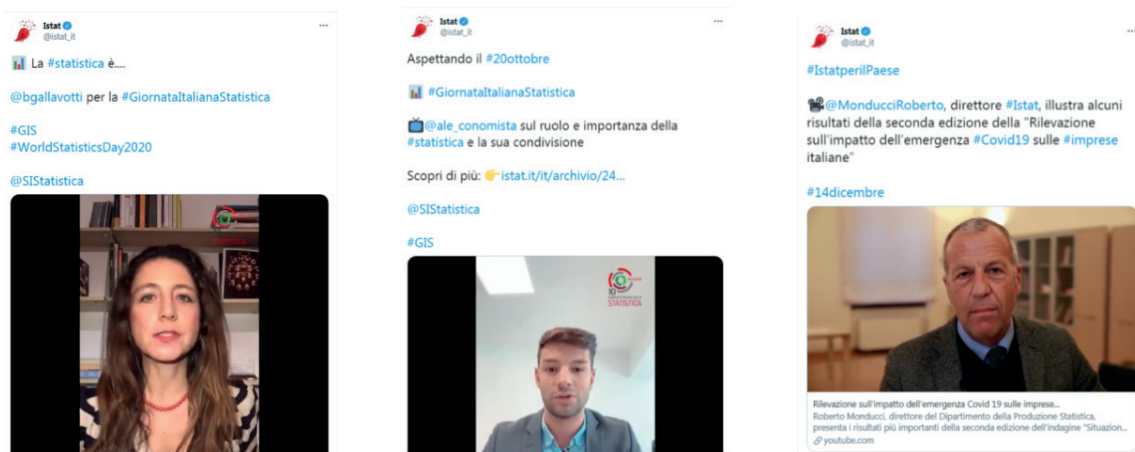 Istat
@istat_it
La #statistica è....
@bgallavotti per la #GiornataItalianaStatistica
#GIS
#WorldStatisticsDay2020
@SIStatistica
STATISTICA
Istat
@istat_it
Aspettando il #20ottobre
#GiornataItalianaStatistica
@ale_conomista sul ruolo e importanza della
#statistica e la sua condivisione
Scopri di più: istat.it/it/archivio/24...
@SIStatistica
#GIS
10
STATISTICA
Istat
@istat_it
#IstatperilPaese
@MonducciRoberto, direttore #Istat, illustra alcuni
risultati della seconda edizione della "Rilevazione
sull'impatto dell'emergenza #Covid19 sulle #imprese
italiane"
#14dicembre
Rilevazione sull'impatto dell'emergenza Covid 19 sulle imprese...
Roberto Monducci, direttore del Dipartimento della Produzione Statistica,
presenta i risultati più importanti della seconda edizione dell'indagine "Situazion...
youtube.com